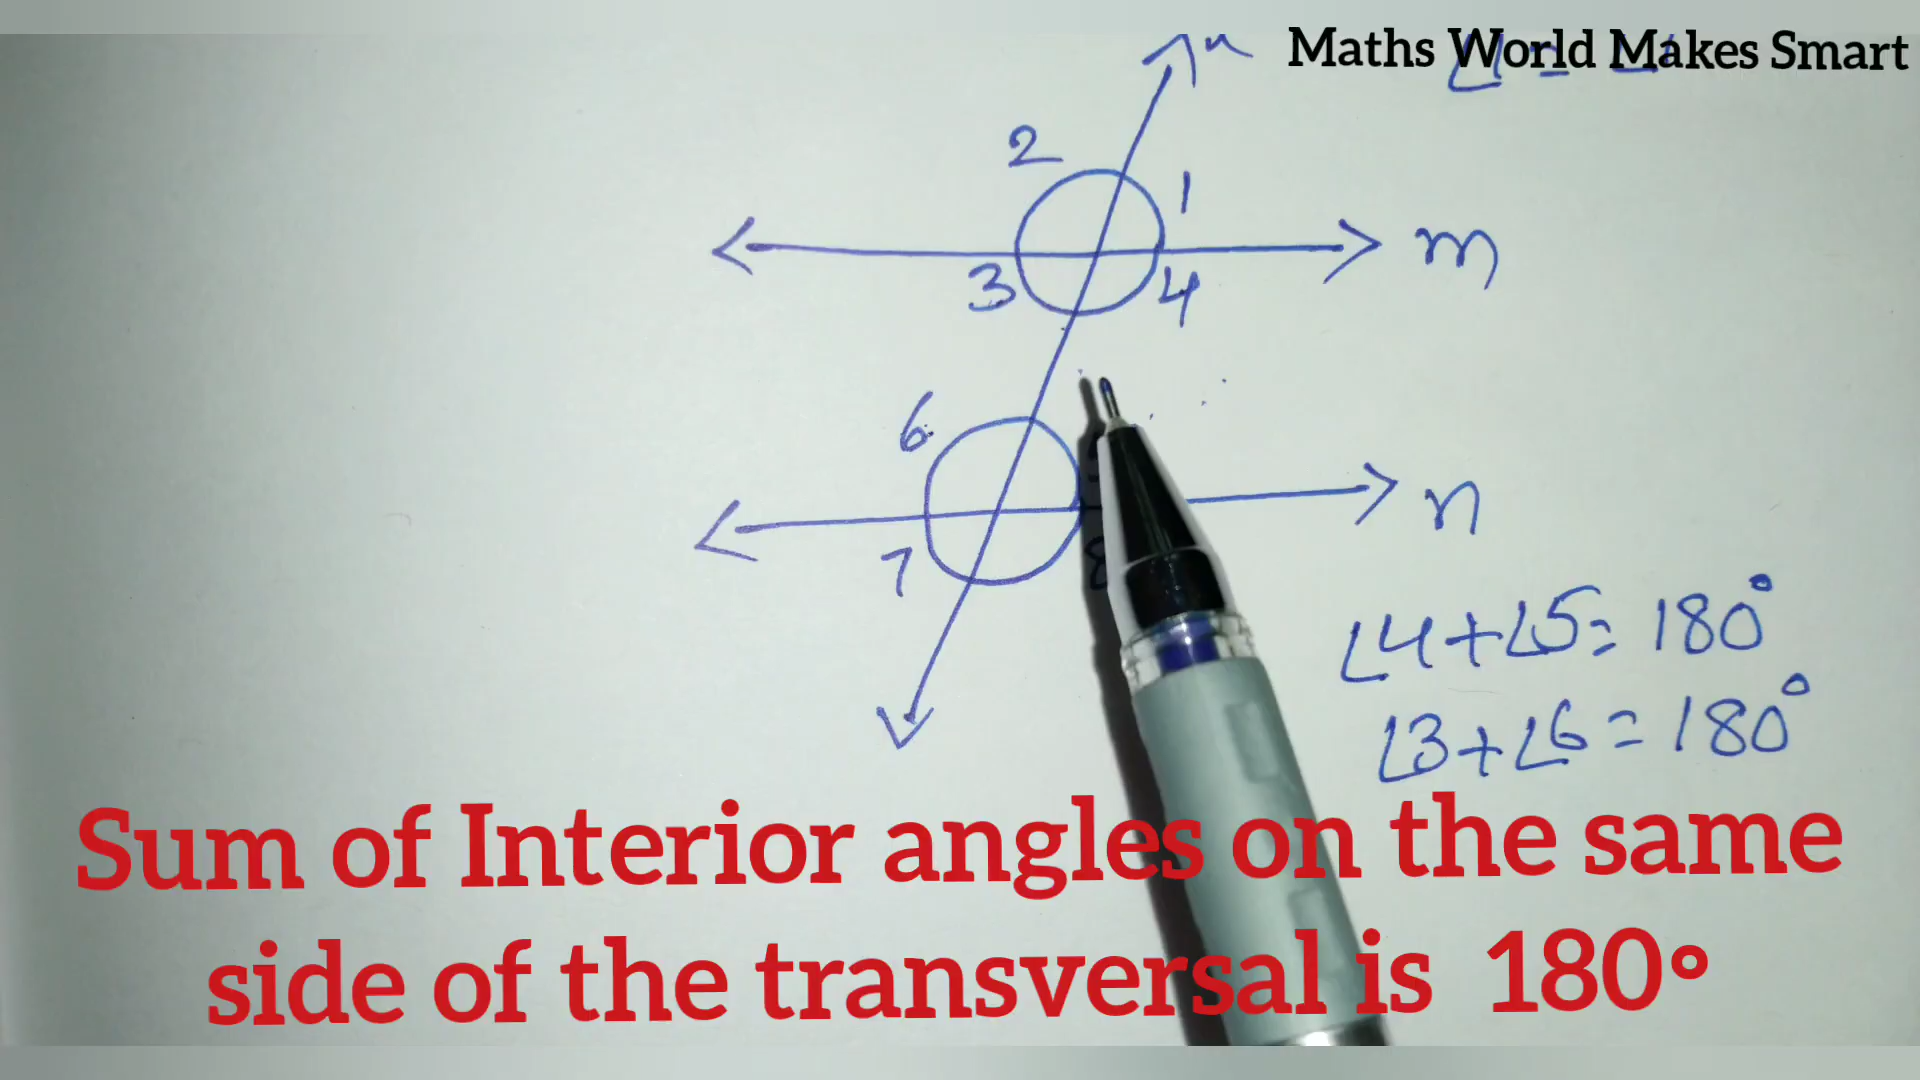 Maths World Makes Smart
2
1
m
3
4
6
n
7
8
∠4+∠5= 180°
∠3+∠6 = 180°
Sum of Interior angles on the same
side of the transversal is 180°